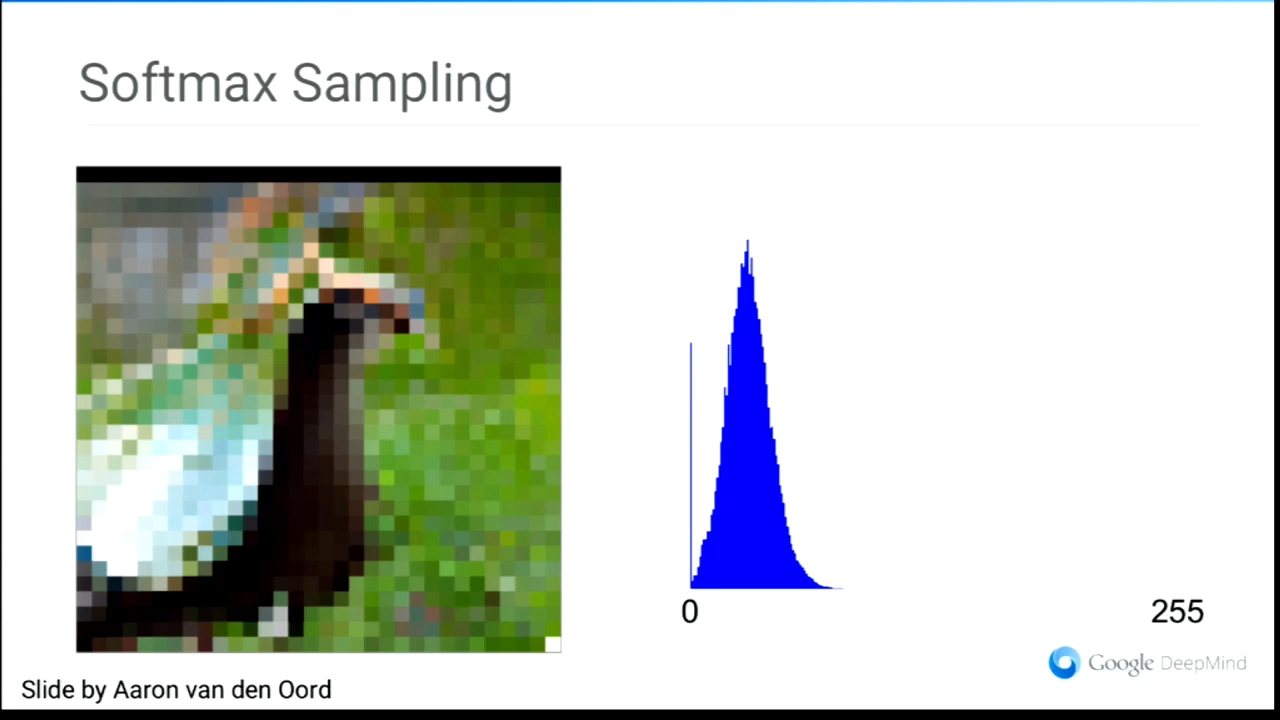 Softmax Sampling
0
255
Google DeepMind
Slide by Aaron van den Oord